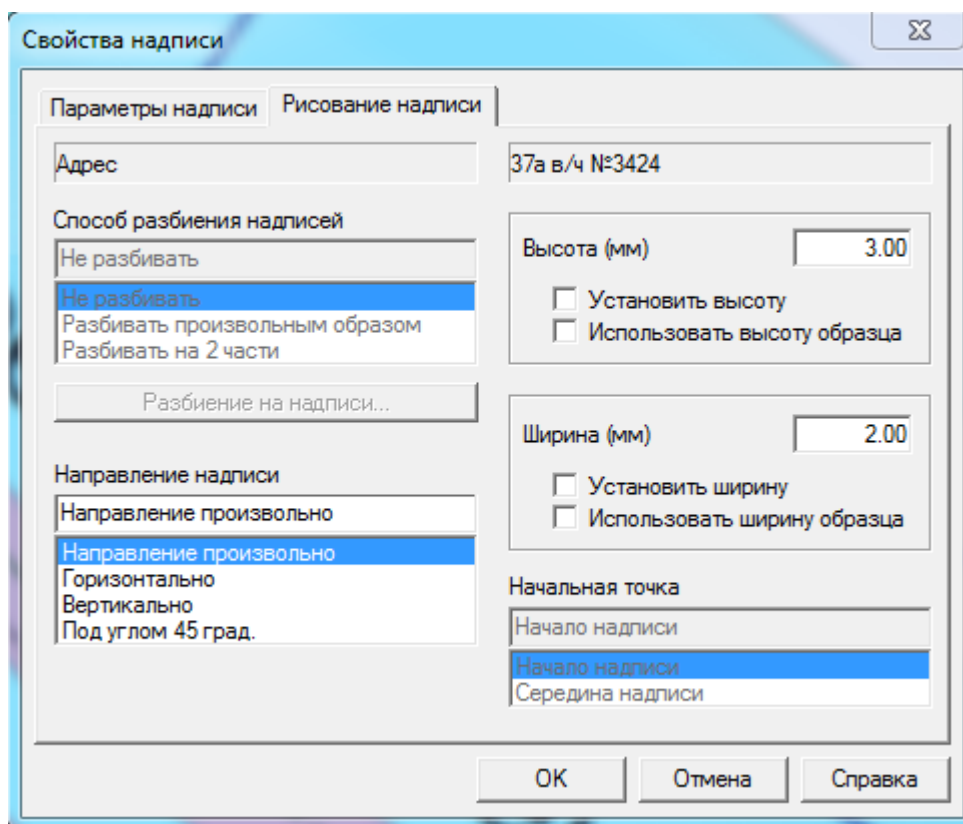 Свойства надписи
Параметры надписи
Рисование надписи
Адрес
37а в/ч №3424
Способ разбиения надписей
Не разбивать
Не разбивать
Разбивать произвольным образом
Разбивать на 2 части
Разбиение на надписи...
Направление надписи
Направление произвольно
Направление произвольно
Горизонтально
Вертикально
Под углом 45 град.
Высота (мм)
3.00
Установить высоту
Использовать высоту образца
Ширина (мм)
2.00
Установить ширину
Использовать ширину образца
Начальная точка
Начало надписи
Начало надписи
Середина надписи
OK
Отмена
Справка